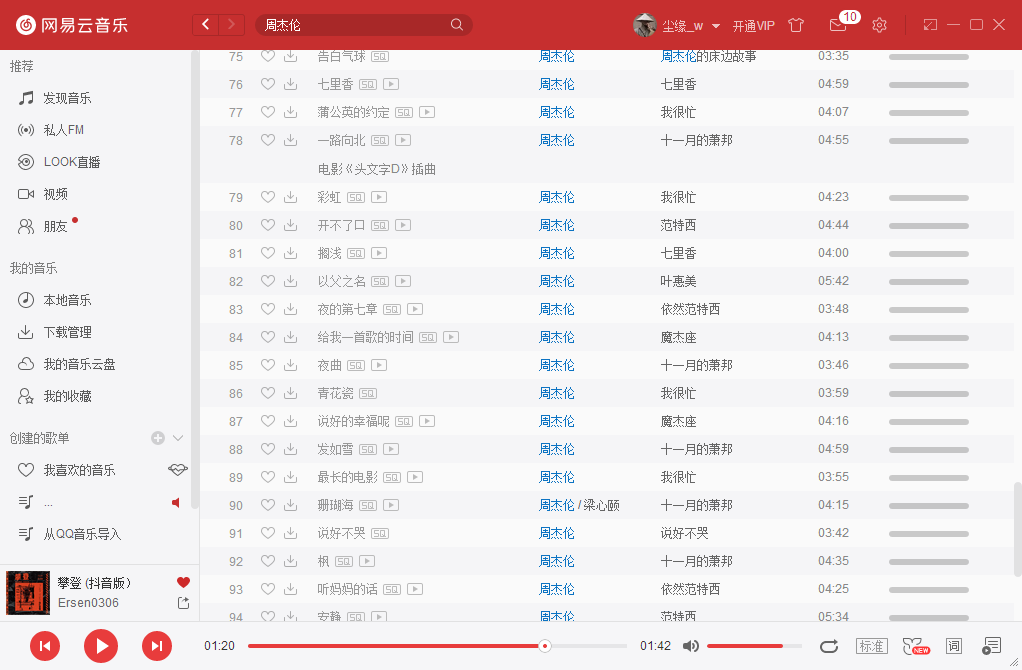 网易云音乐
周杰伦
尘缘_w
开通VIP
10
推荐
发现音乐
私人FM
LOOK直播
视频
朋友
我的音乐
本地音乐
下载管理
我的音乐云盘
我的收藏
创建的歌单
我喜欢的音乐
...
从QQ音乐导入
攀登 (抖音版)
Ersen0306
75 告白气球 SQ 周杰伦 周杰伦的床边故事 03:35
76 七里香 SQ 周杰伦 七里香 04:59
77 蒲公英的约定 SQ 周杰伦 我很忙 04:07
78 一路向北 SQ 周杰伦 十一月的萧邦 04:55
电影《头文字D》插曲
79 彩虹 SQ 周杰伦 我很忙 04:23
80 开不了口 SQ 周杰伦 范特西 04:44
81 搁浅 SQ 周杰伦 七里香 04:00
82 以父之名 SQ 周杰伦 叶惠美 05:42
83 夜的第七章 SQ 周杰伦 依然范特西 03:48
84 给我一首歌的时间 SQ 周杰伦 魔杰座 04:13
85 夜曲 SQ 周杰伦 十一月的萧邦 03:46
86 青花瓷 SQ 周杰伦 我很忙 03:59
87 说好的幸福呢 SQ 周杰伦 魔杰座 04:16
88 发如雪 SQ 周杰伦 十一月的萧邦 04:59
89 最长的电影 SQ 周杰伦 我很忙 03:55
90 珊瑚海 SQ 周杰伦 / 梁心颐 十一月的萧邦 04:15
91 说好不哭 SQ 周杰伦 说好不哭 03:42
92 枫 SQ 周杰伦 十一月的萧邦 04:35
93 听妈妈的话 SQ 周杰伦 依然范特西 04:25
94 安静 SQ 周杰伦 范特西 05:34
01:20
01:42
标准
NEW
词